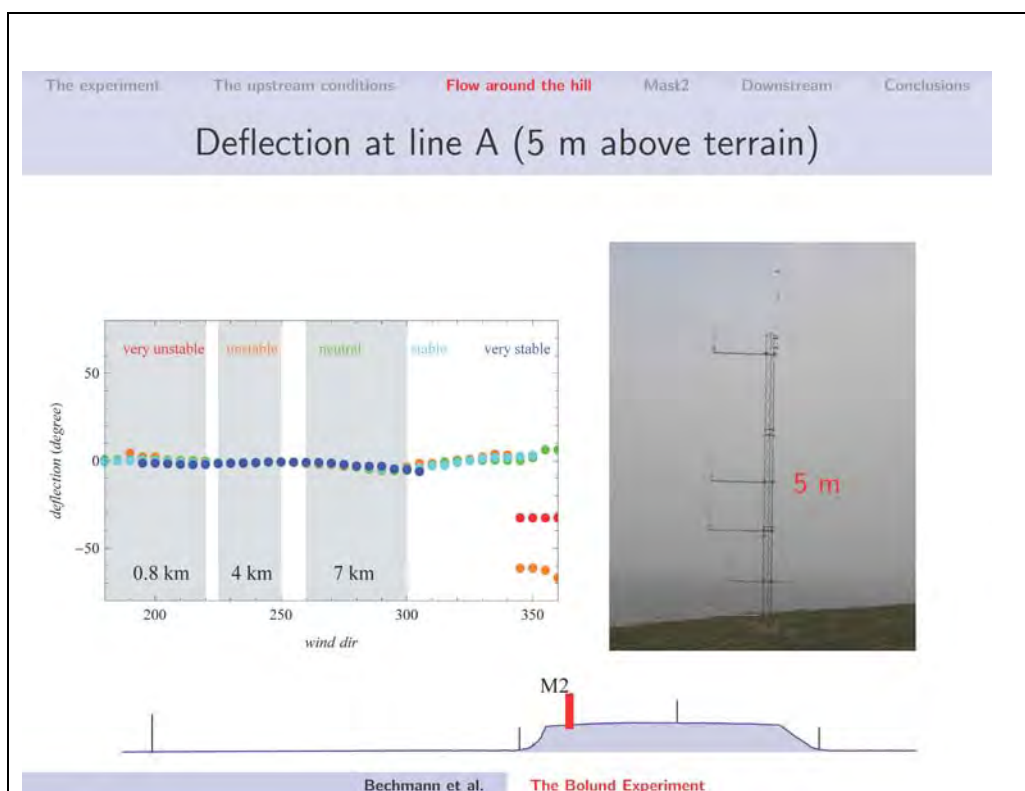 The experiment The upstream conditions Flow around the hill Mast2 Downstream Conclusions
Deflection at line A (5 m above terrain)
very unstable unstable neutral stable very stable
50
0
−50
deflection (degree)
0.8 km 4 km 7 km
200 250 300 350
wind dir
5 m
M2
Bechmann et al. The Bolund Experiment